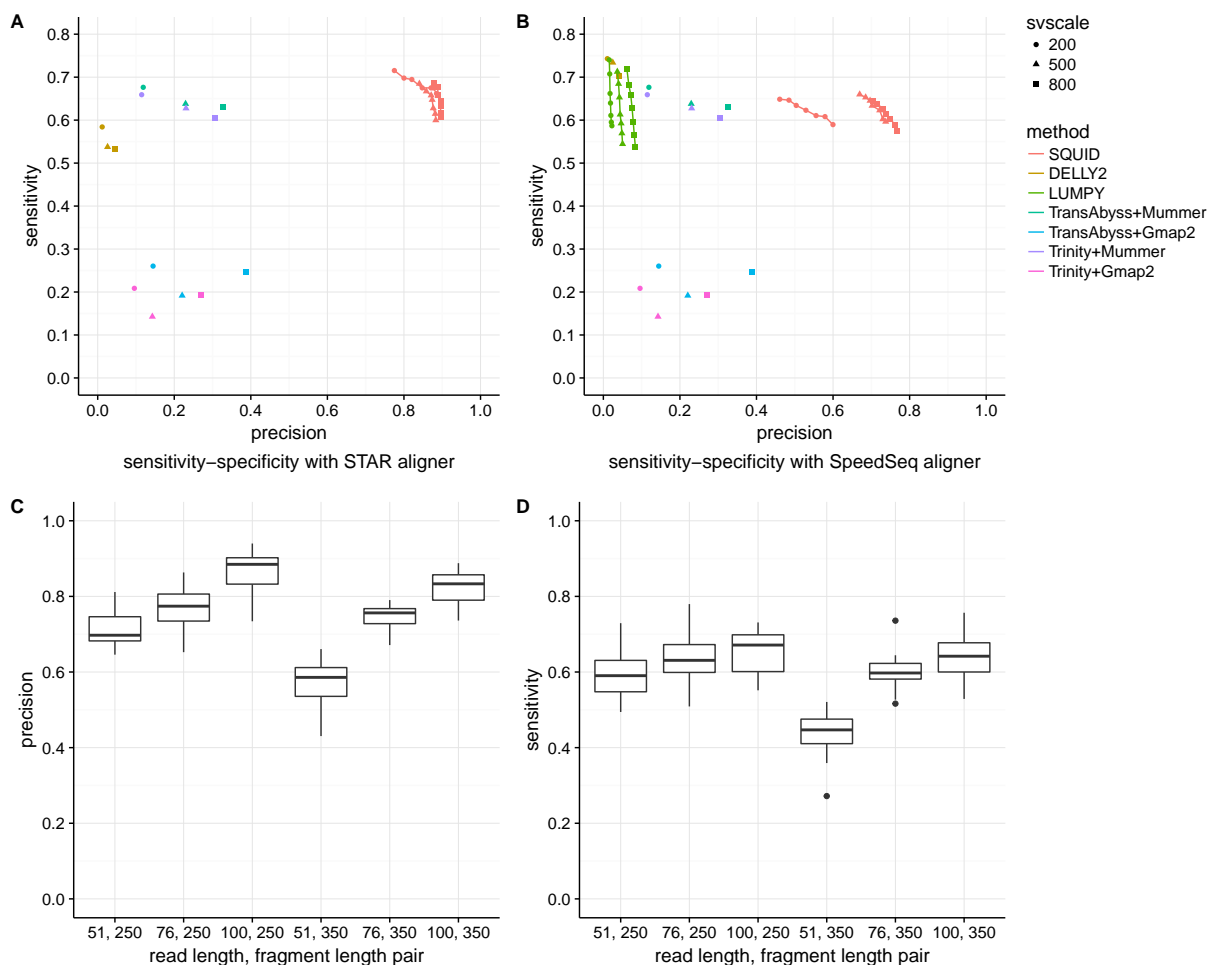 A
0.8
0.7
0.6
0.5
0.4
0.3
0.2
0.1
0.0
sensitivity
0.0 0.2 0.4 0.6 0.8 1.0
precision
sensitivity−specificity with STAR aligner
B
0.8
0.7
0.6
0.5
0.4
0.3
0.2
0.1
0.0
sensitivity
0.0 0.2 0.4 0.6 0.8 1.0
precision
sensitivity−specificity with SpeedSeq aligner
svscale
200
500
800
method
SQUID
DELLY2
LUMPY
TransAbyss+Mummer
TransAbyss+Gmap2
Trinity+Mummer
Trinity+Gmap2
C
1.0
0.8
0.6
0.4
0.2
0.0
precision
51, 250 76, 250 100, 250 51, 350 76, 350 100, 350
read length, fragment length pair
D
1.0
0.8
0.6
0.4
0.2
0.0
sensitivity
51, 250 76, 250 100, 250 51, 350 76, 350 100, 350
read length, fragment length pair